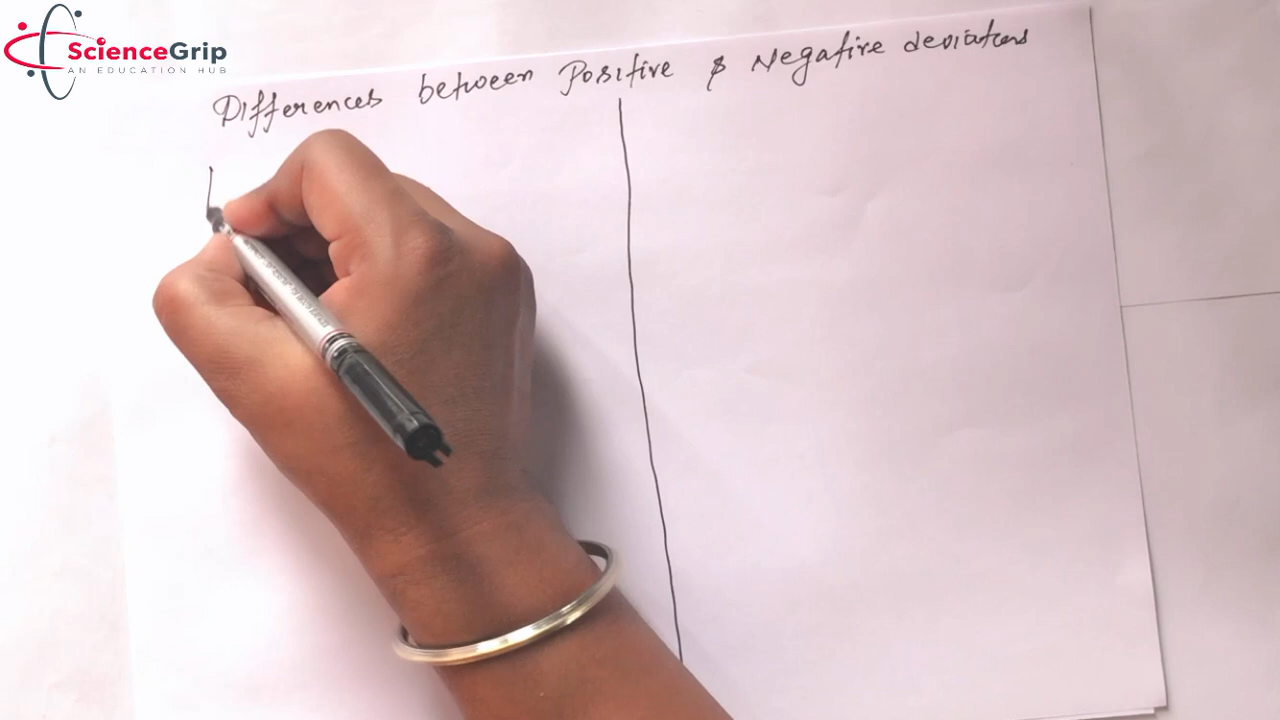 ScienceGrip
AN EDUCATION HUB
Differences between Positive & Negative deviations